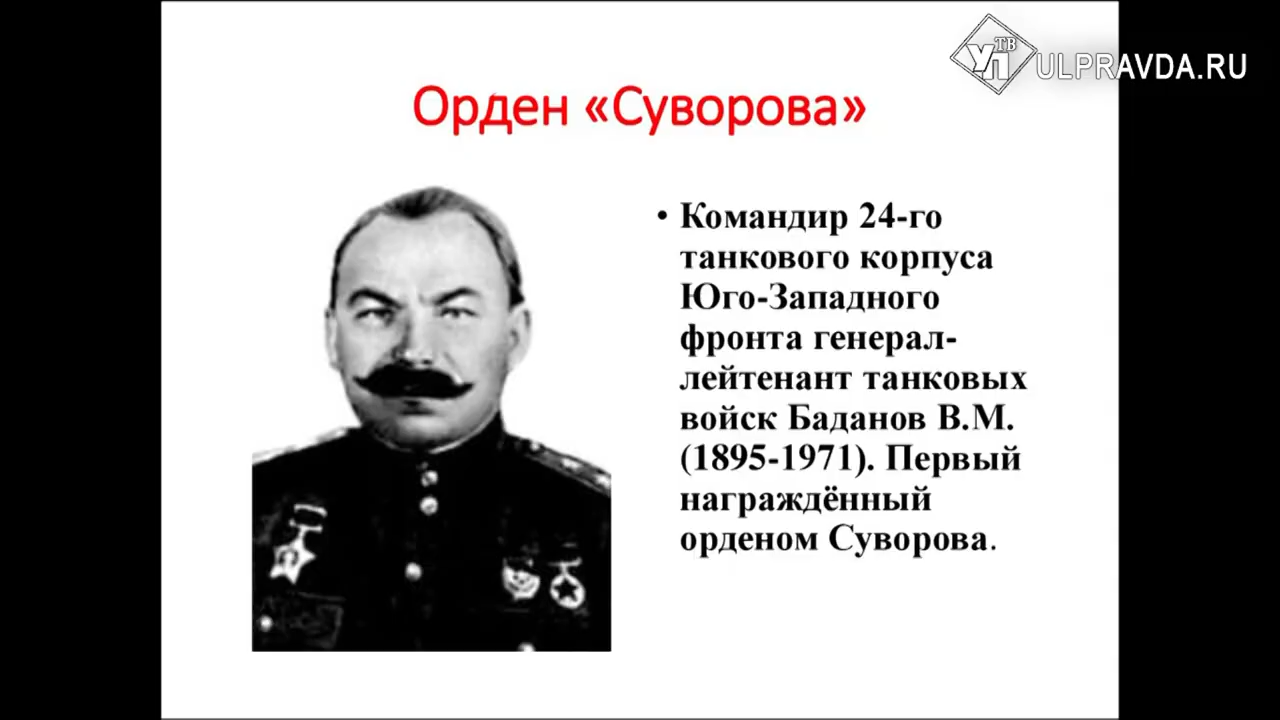 УП ТВ
ULPRAVDA.RU
Орден «Суворова»
• Командир 24-го
танкового корпуса
Юго-Западного
фронта генерал-
лейтенант танковых
войск Баданов В.М.
(1895-1971). Первый
награждённый
орденом Суворова.